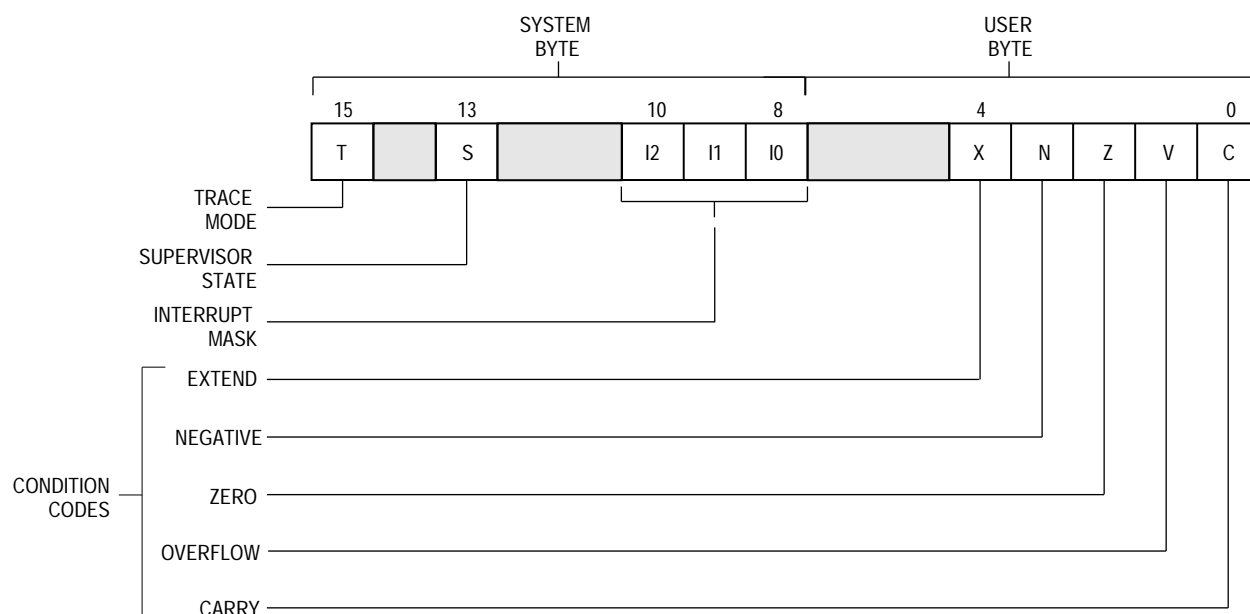 SYSTEM
BYTE
USER
BYTE
15 13 10 8 4 0
T S I2 I1 I0 X N Z V C
TRACE
MODE
SUPERVISOR
STATE
INTERRUPT
MASK
EXTEND
NEGATIVE
CONDITION
CODES
ZERO
OVERFLOW
CARRY